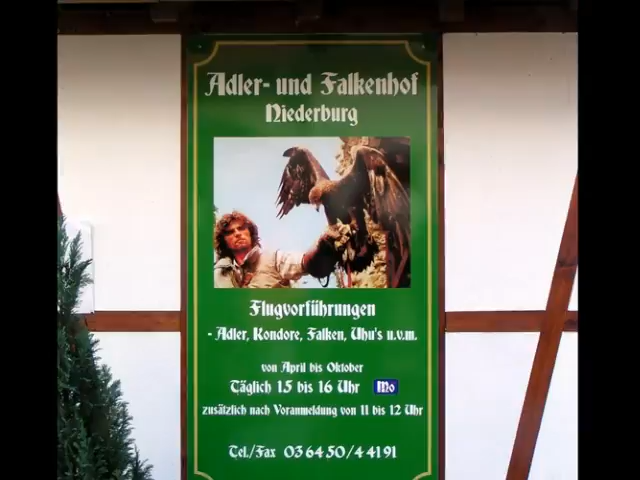 Adler- und Falkenhof
Niederburg
Flugvorführungen
- Adler, Kondore, Falken, Uhu's u.v.m.
von April bis Oktober
Täglich 15 bis 16 Uhr Mo
zusätzlich nach Voranmeldung von 11 bis 12 Uhr
Tel./Fax 03 64 50/4 41 91